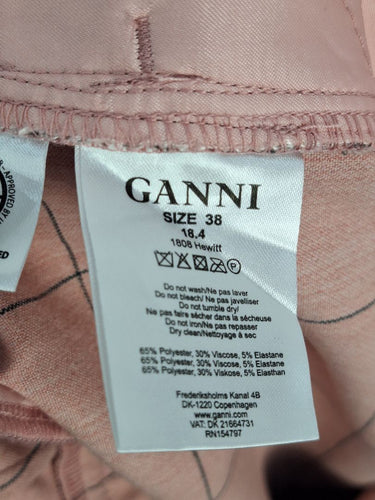 GANNI
SIZE 38
18.4
1808 Hewitt
Do not wash/Ne pas laver
Do not bleach/ Ne pas javelliser
Do not tumble dry/
Ne pas faire sécher dans la sécheuse
Do not iron/Ne pas repasser
Dry clean/Nettoyage à sec
65% Polyester, 30% Viscose, 5% Elastane
65% Polyester, 30% Viscose, 5% Elastane
65% Polyester, 30% Viskose, 5% Elasthan
Frederiksholms Kanal 4B
DK-1220 Copenhagen
www.ganni.com
VAT: DK 21664731
RN154797
APPROVED BY